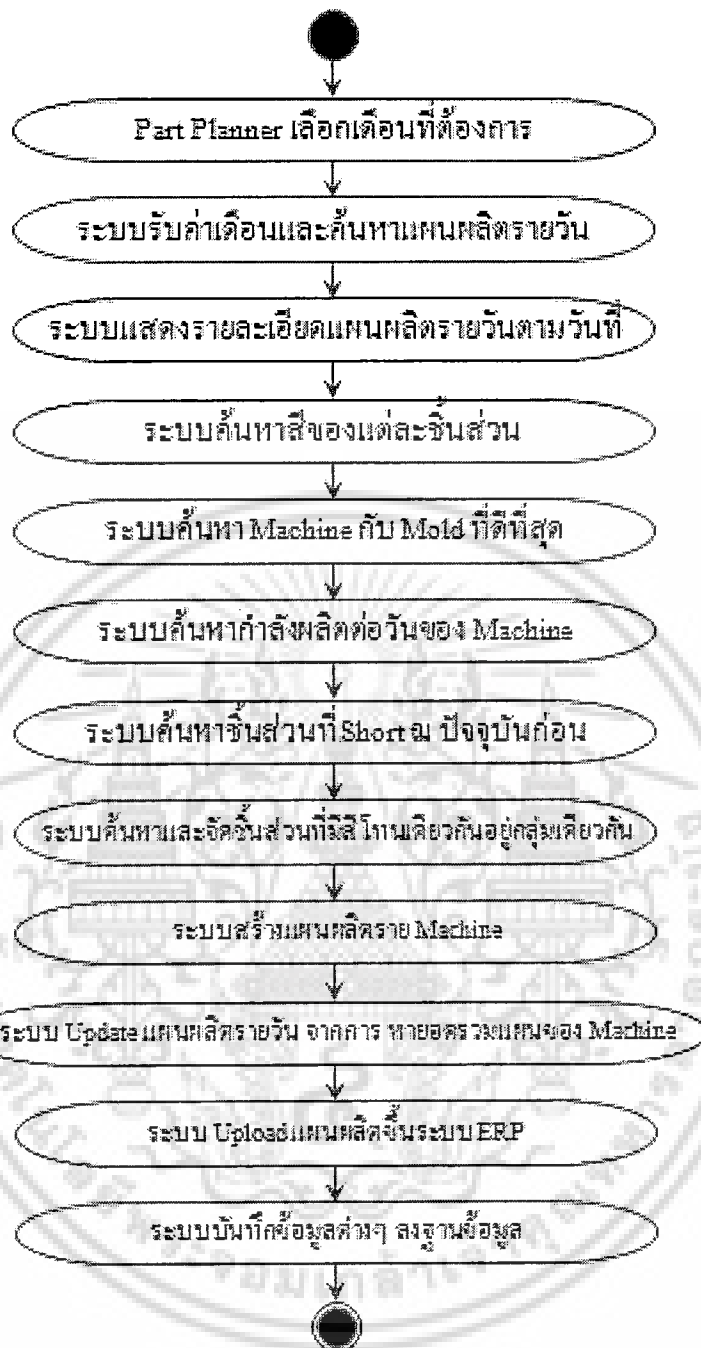 Part Planner เลือกเดือนที่ต้องการ
ระบบรับค่าเดือนและค้นหาแผนผลิตรายวัน
ระบบแสดงรายละเอียดแผนผลิตรายวันตามวันที่
ระบบค้นหาสีของแต่ละชิ้นส่วน
ระบบค้นหา Machine กับ Mold ที่ดีที่สุด
ระบบค้นหากำลังผลิตต่อวันของ Machine
ระบบค้นหาชิ้นส่วนที่ Short ณ ปัจจุบันก่อน
ระบบค้นหาและจัดชิ้นส่วนที่มีสีโทนเดียวกันอยู่กลุ่มเดียวกัน
ระบบสร้างแผนผลิตราย Machine
ระบบ Update แผนผลิตรายวัน จากการ หายอดรวมแผนของ Machine
ระบบ Upload แผนผลิตขึ้นระบบ ERP
ระบบบันทึกข้อมูลต่างๆ ลงฐานข้อมูล